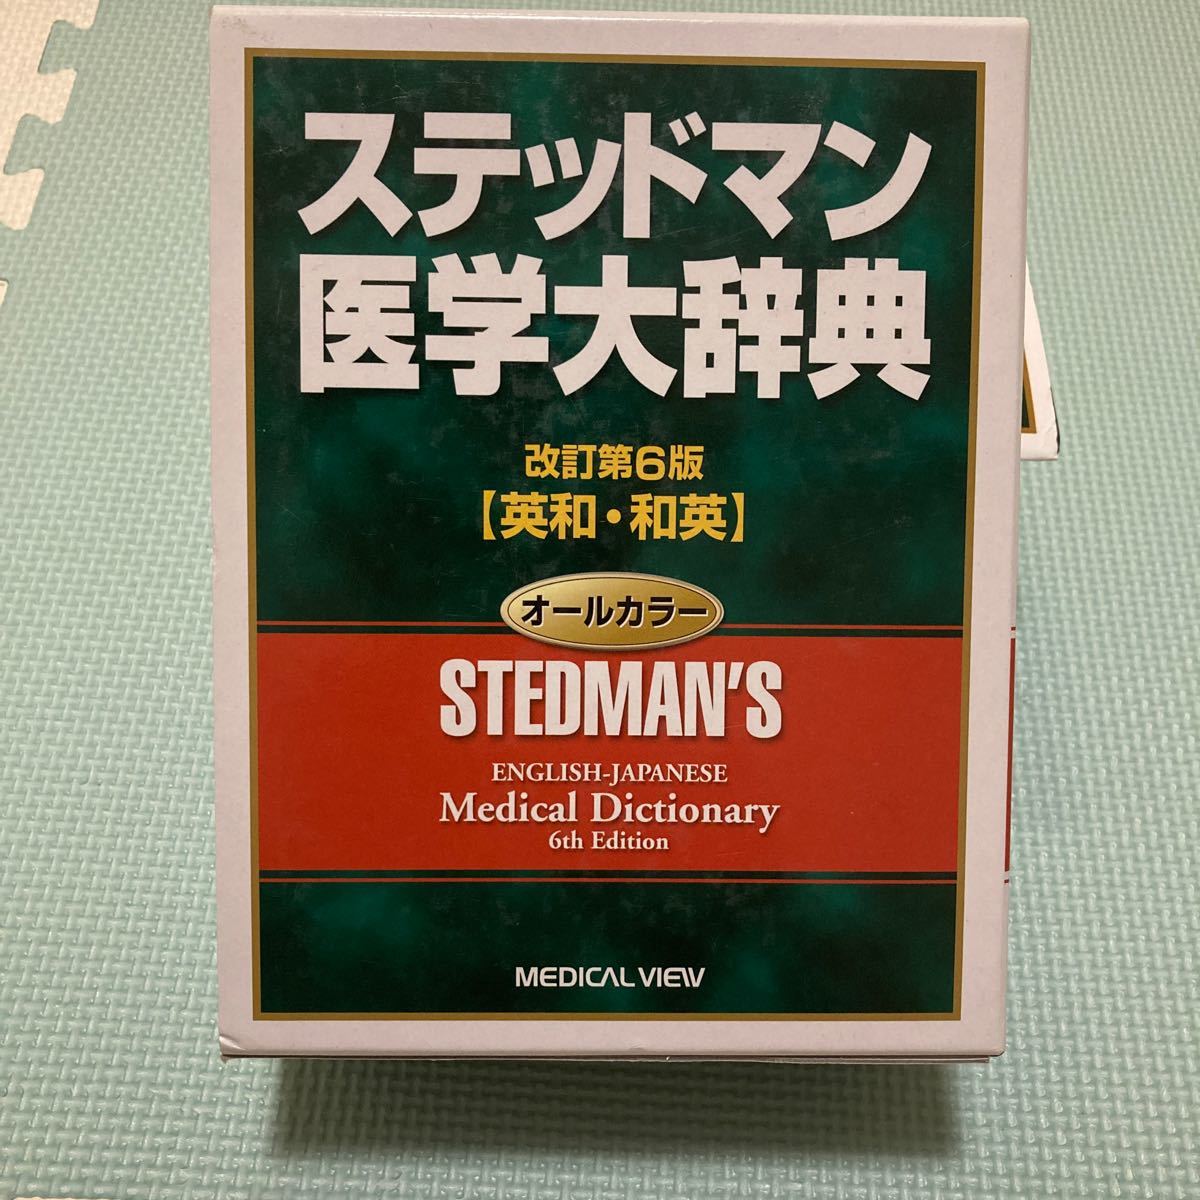 ステッドマン
医学大辞典
改訂第6版
【英和・和英】
オールカラー
STEDMAN'S
ENGLISH-JAPANESE
Medical Dictionary
6th Edition
MEDICAL VIEW